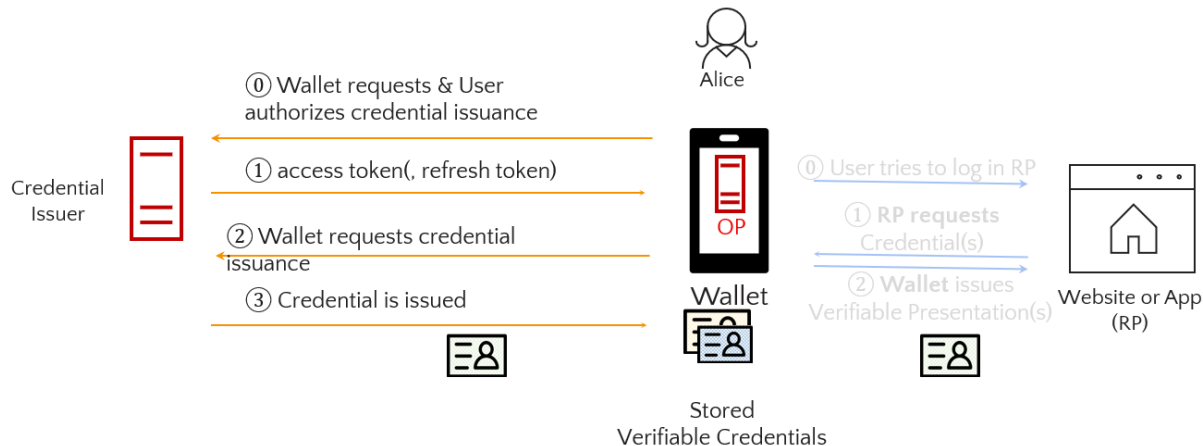 Alice
⓪ Wallet requests & User
authorizes credential issuance
① access token(, refresh token)
Credential
Issuer
② Wallet requests credential
issuance
③ Credential is issued
OP
Wallet
Stored
Verifiable Credentials
⓪ User tries to log in RP
① RP requests
Credential(s)
② Wallet issues
Verifiable Presentation(s)
Website or App
(RP)